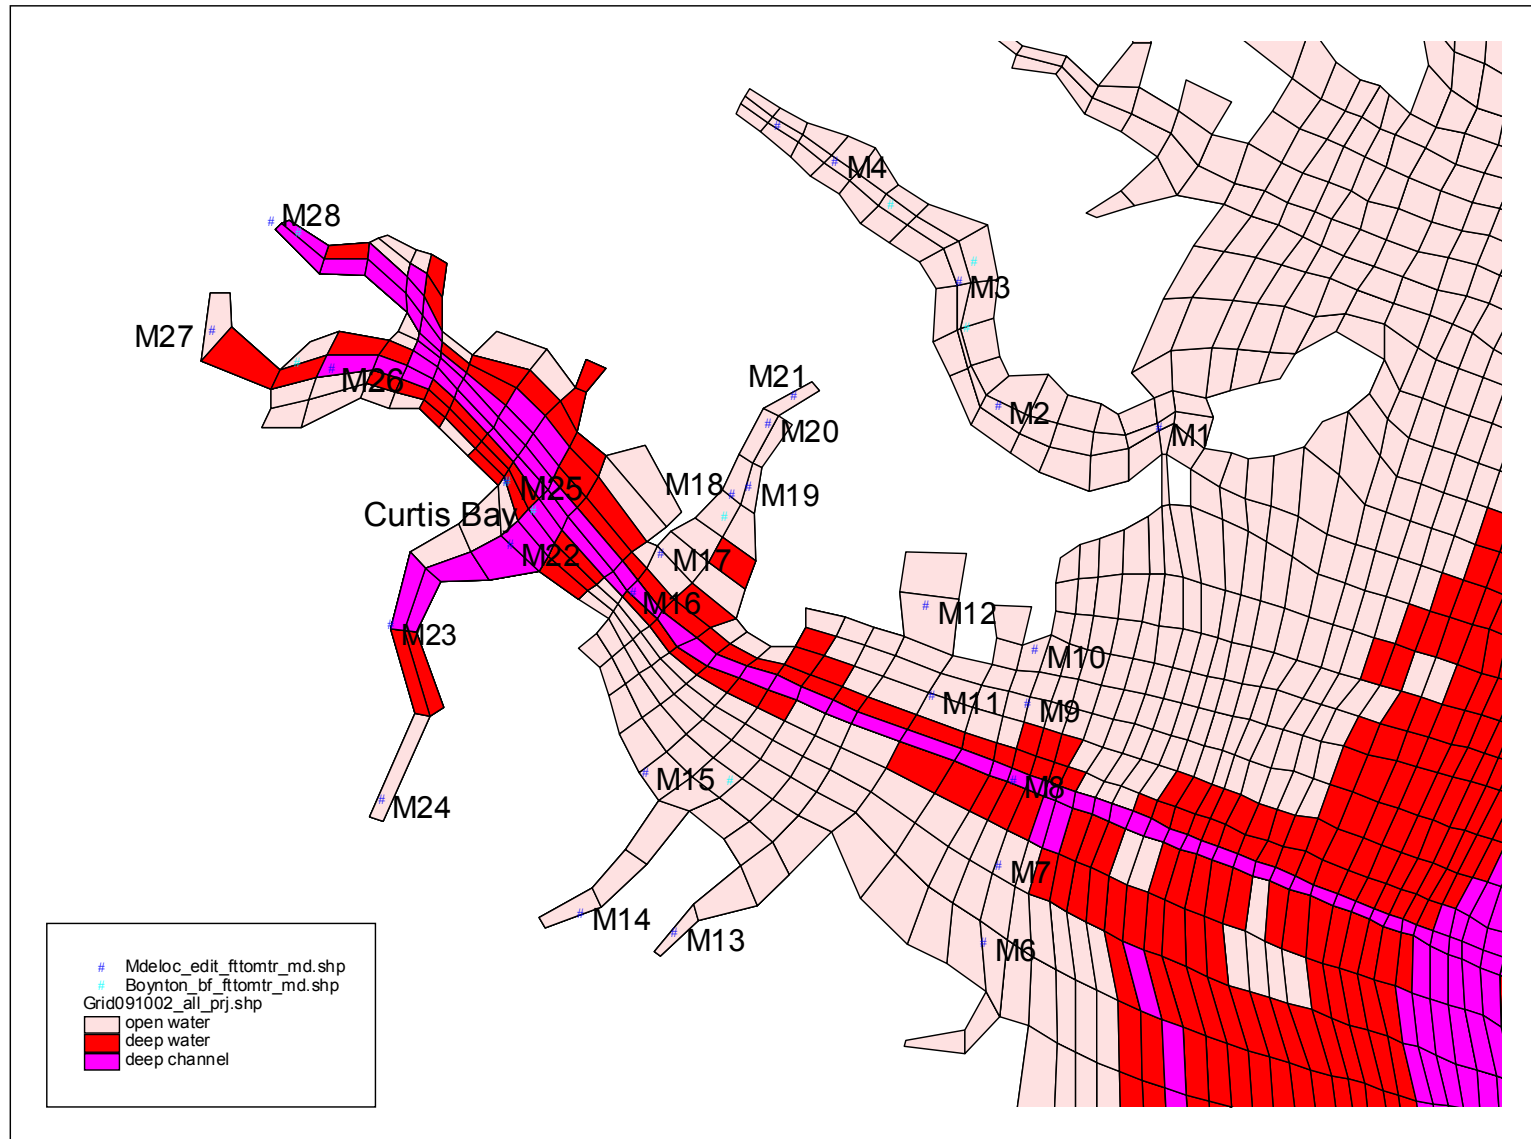 M4
M28
M3
M27
M26
M21
M2
M20
M1
M18
M25
M19
Curtis Bay
M22
M17
M16
M12
M23
M10
M11
M9
M15
M8
M24
M7
M14
M13
M6
# Mdeloc_edit_fttomtr_md.shp
# Boynton_bf_fttomtr_md.shp
Grid091002_all_prj.shp
open water
deep water
deep channel